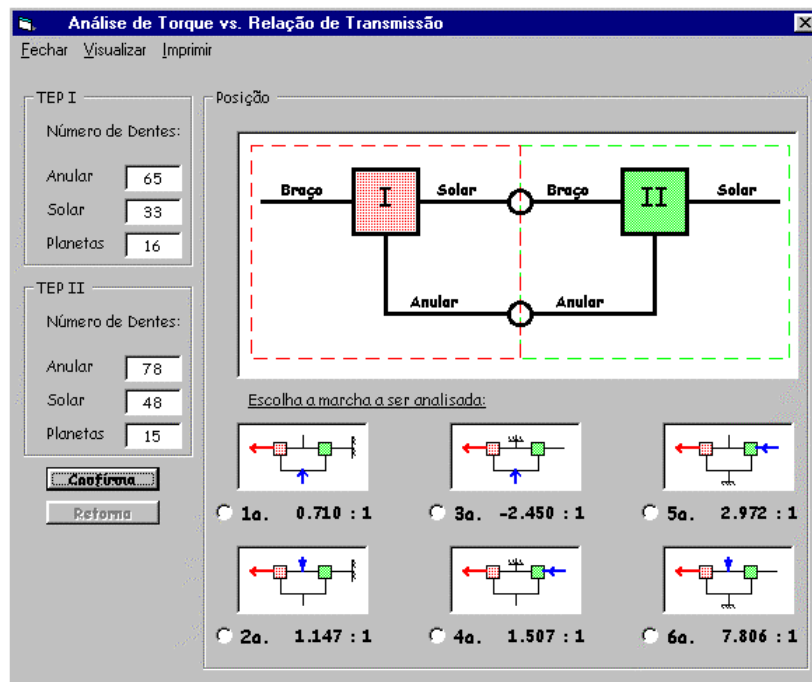 Análise de Torque vs. Relação de Transmissão
Fechar Visualizar Imprimir
TEP I
Número de Dentes:
Anular 65
Solar 33
Planetas 16
TEP II
Número de Dentes:
Anular 78
Solar 48
Planetas 15
Confirma
Retorna
Posição
Braço I Solar Braço II Solar
Anular Anular
Escolha a marcha a ser analisada:
1a. 0.710 : 1 3a. -2.450 : 1 5a. 2.972 : 1
2a. 1.147 : 1 4a. 1.507 : 1 6a. 7.806 : 1